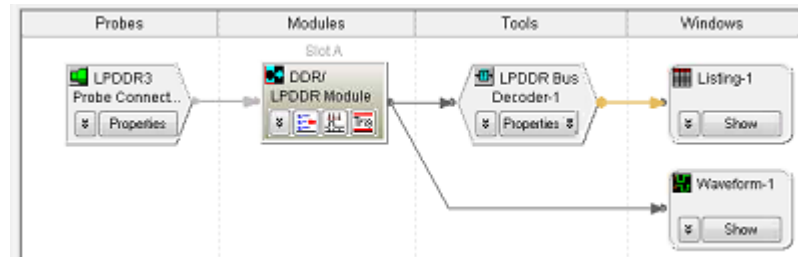 Probes
Modules
Tools
Windows
Slot A
LPDDR3
Probe Connect...
Properties
DDR/
LPDDR Module
LPDDR Bus
Decoder-1
Properties
Listing-1
Show
Waveform-1
Show